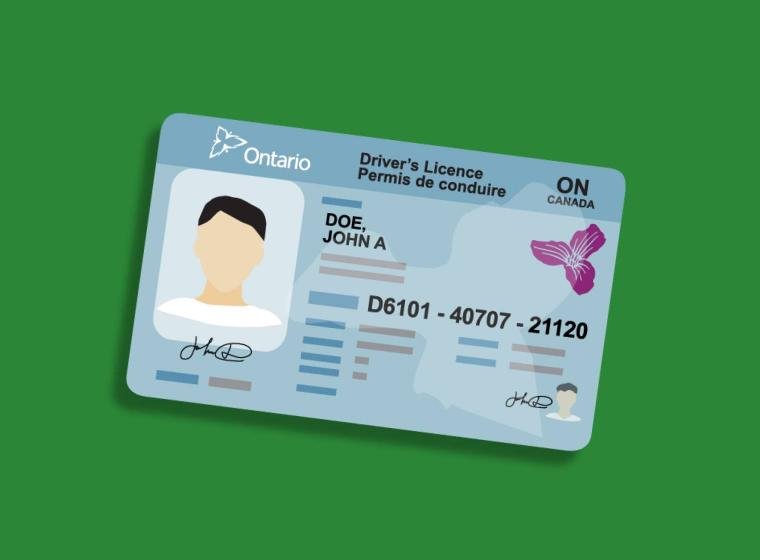 Ontario
Driver's Licence
Permis de conduire
ON
CANADA
DOE,
JOHN A
D6101 - 40707 - 21120